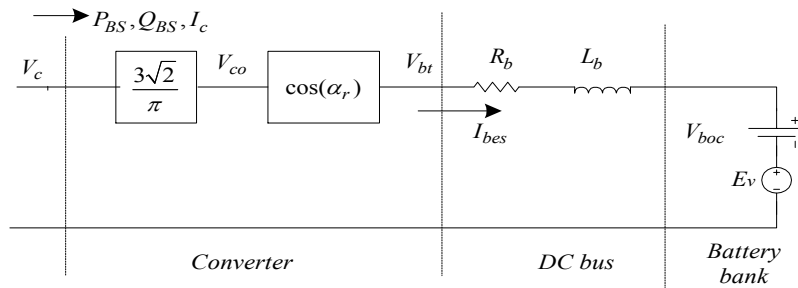 P_BS, Q_BS, I_c
V_c
3√2/π
V_co
cos(α_r)
V_bt
I_bes
R_b
L_b
V_boc
+
-
Ev
+
-
Converter
DC bus
Battery
bank